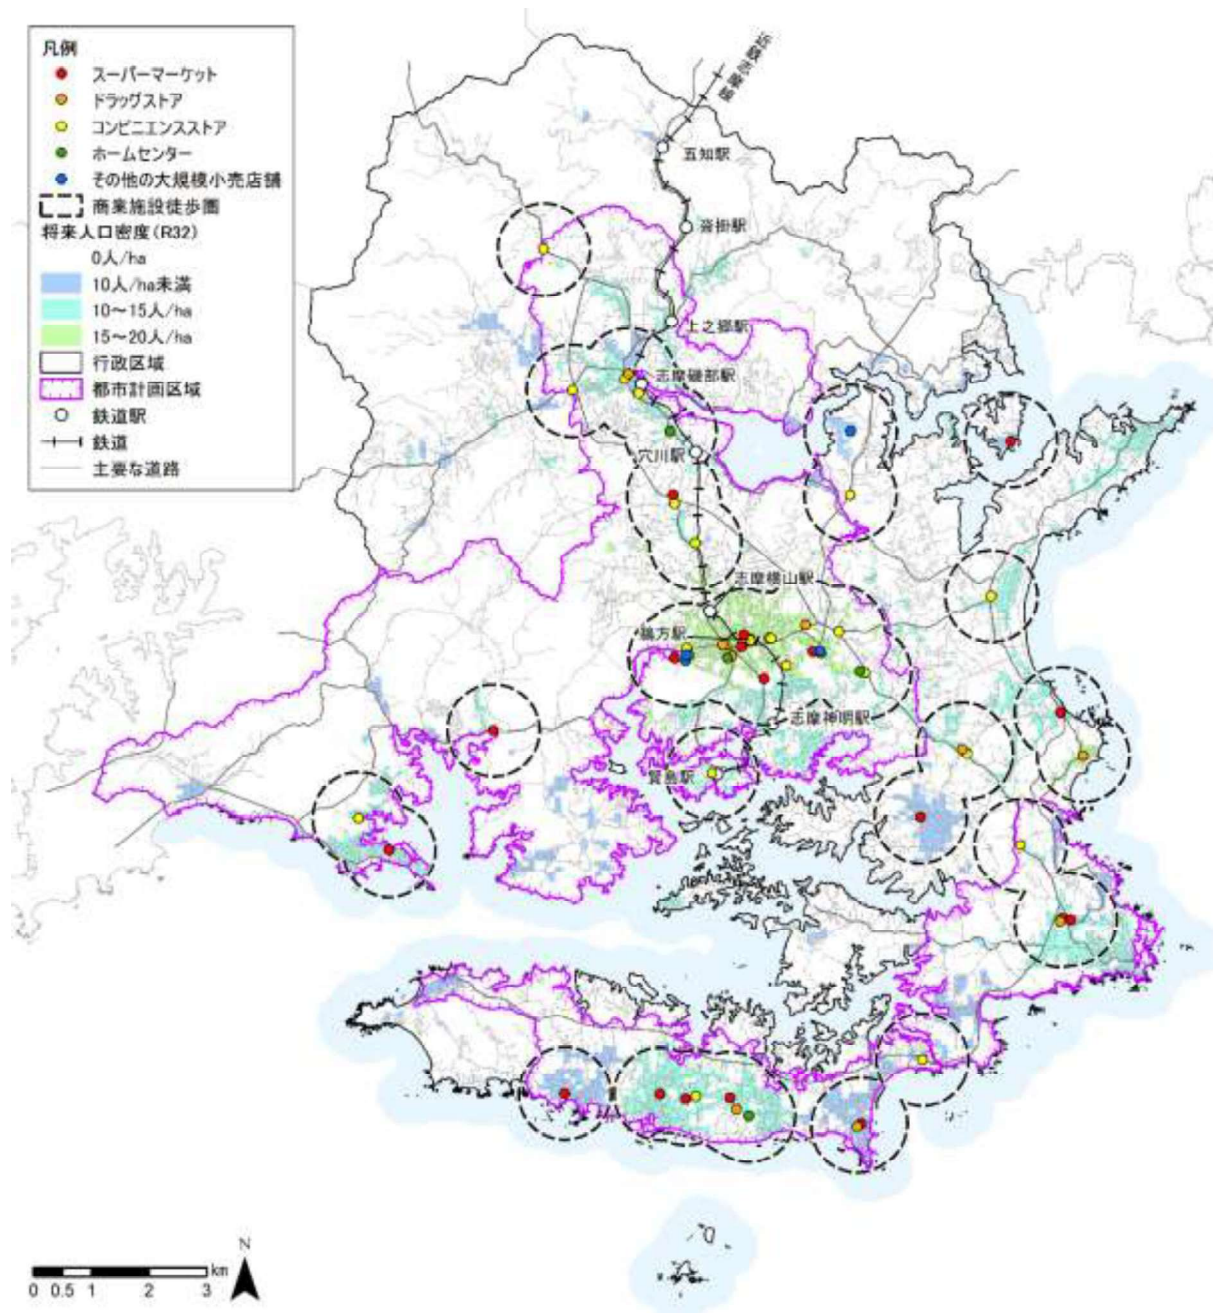 凡例
スーパーマーケット
ドラッグストア
コンビニエンスストア
ホームセンター
その他の大規模小売店舗
商業施設徒歩圏
将来人口密度(R32)
0人/ha
10人/ha未満
10～15人/ha
15～20人/ha
行政区域
都市計画区域
鉄道駅
鉄道
主要な道路
近鉄志摩線
五知駅
沓掛駅
上之郷駅
志摩磯部駅
穴川駅
志摩横山駅
鵜方駅
志摩神明駅
賢島駅
N
km
0 0.5 1 2 3